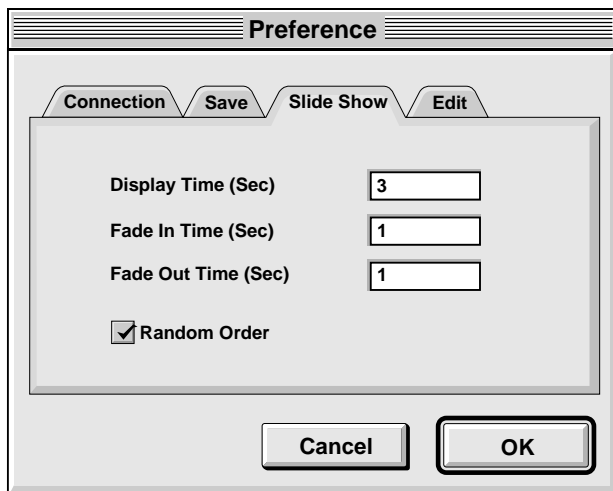 Preference
Connection Save Slide Show Edit
Display Time (Sec) 3
Fade In Time (Sec) 1
Fade Out Time (Sec) 1
Random Order
Cancel OK